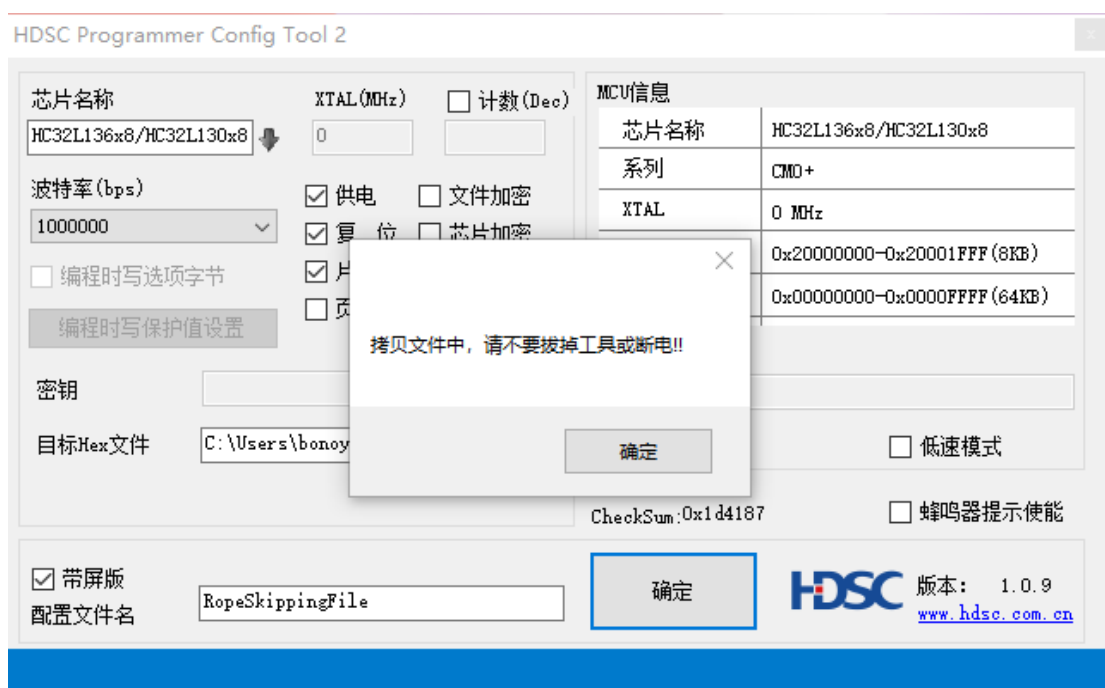 HDSC Programmer Config Tool 2
x
芯片名称
XTAL(MHz)
计数(Dec)
HC32L136x8/HC32L130x8
0
波特率(bps)
供电
文件加密
1000000
复 位
芯片加密
编程时写选项字节
编程时写保护值设置
MCU信息
芯片名称 HC32L136x8/HC32L130x8
系列 CM0+
XTAL 0 MHz
0x20000000-0x20001FFF(8KB)
0x00000000-0x0000FFFF(64KB)
拷贝文件中，请不要拔掉工具或断电!!
确定
密钥
目标Hex文件
C:\Users\bonoy
低速模式
CheckSum:0x1d4187
蜂鸣器提示使能
带屏版
配置文件名
RopeSkippingFile
确定
HDSC
版本: 1.0.9
www.hdsc.com.cn